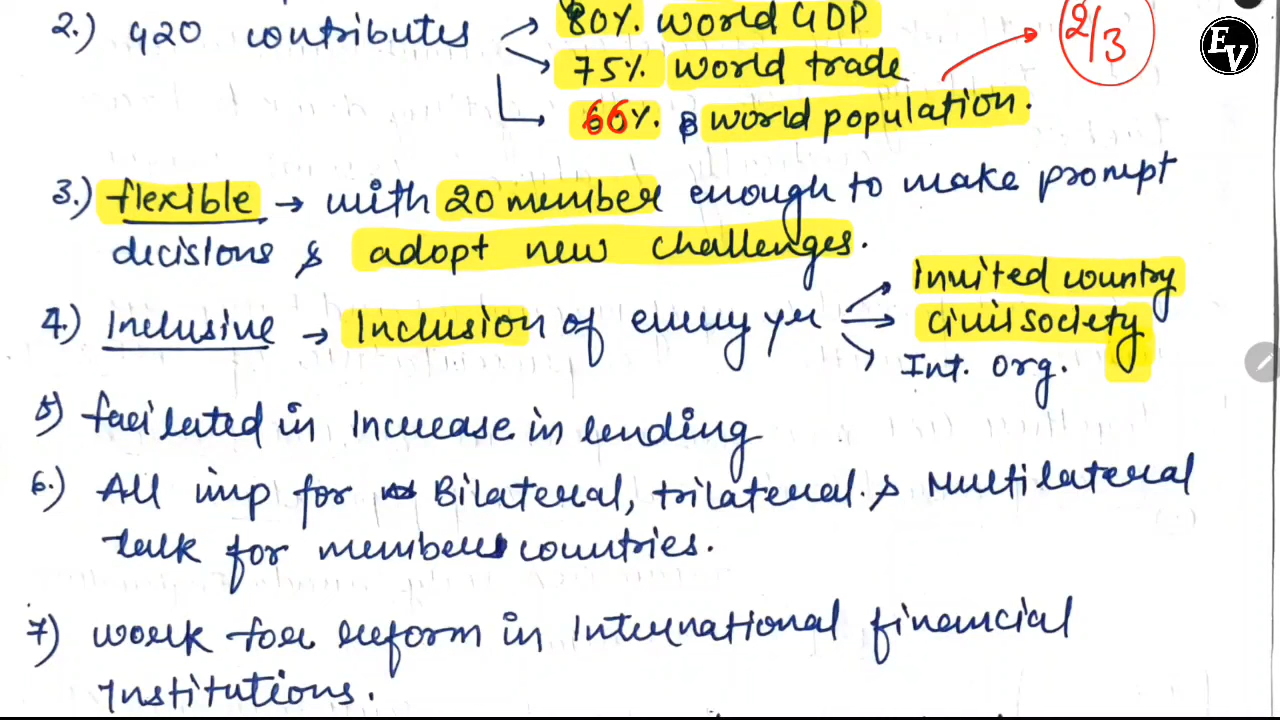 2.) G20 contributes → 80% world GDP
→ 75% world trade
2/3
EV
→ 66% world population.
3.) flexible → with 20 member enough to make prompt
decisions & adopt new challenges.
4.) Inclusive → Inclusion of every yr → Invited country
→ civil society
→ Int. org.
5) facilated in Increase in lending
6.) All imp for Bilateral, trilateral & Multilateral
talk for members countries.
7) work for reform in International financial
Institutions.